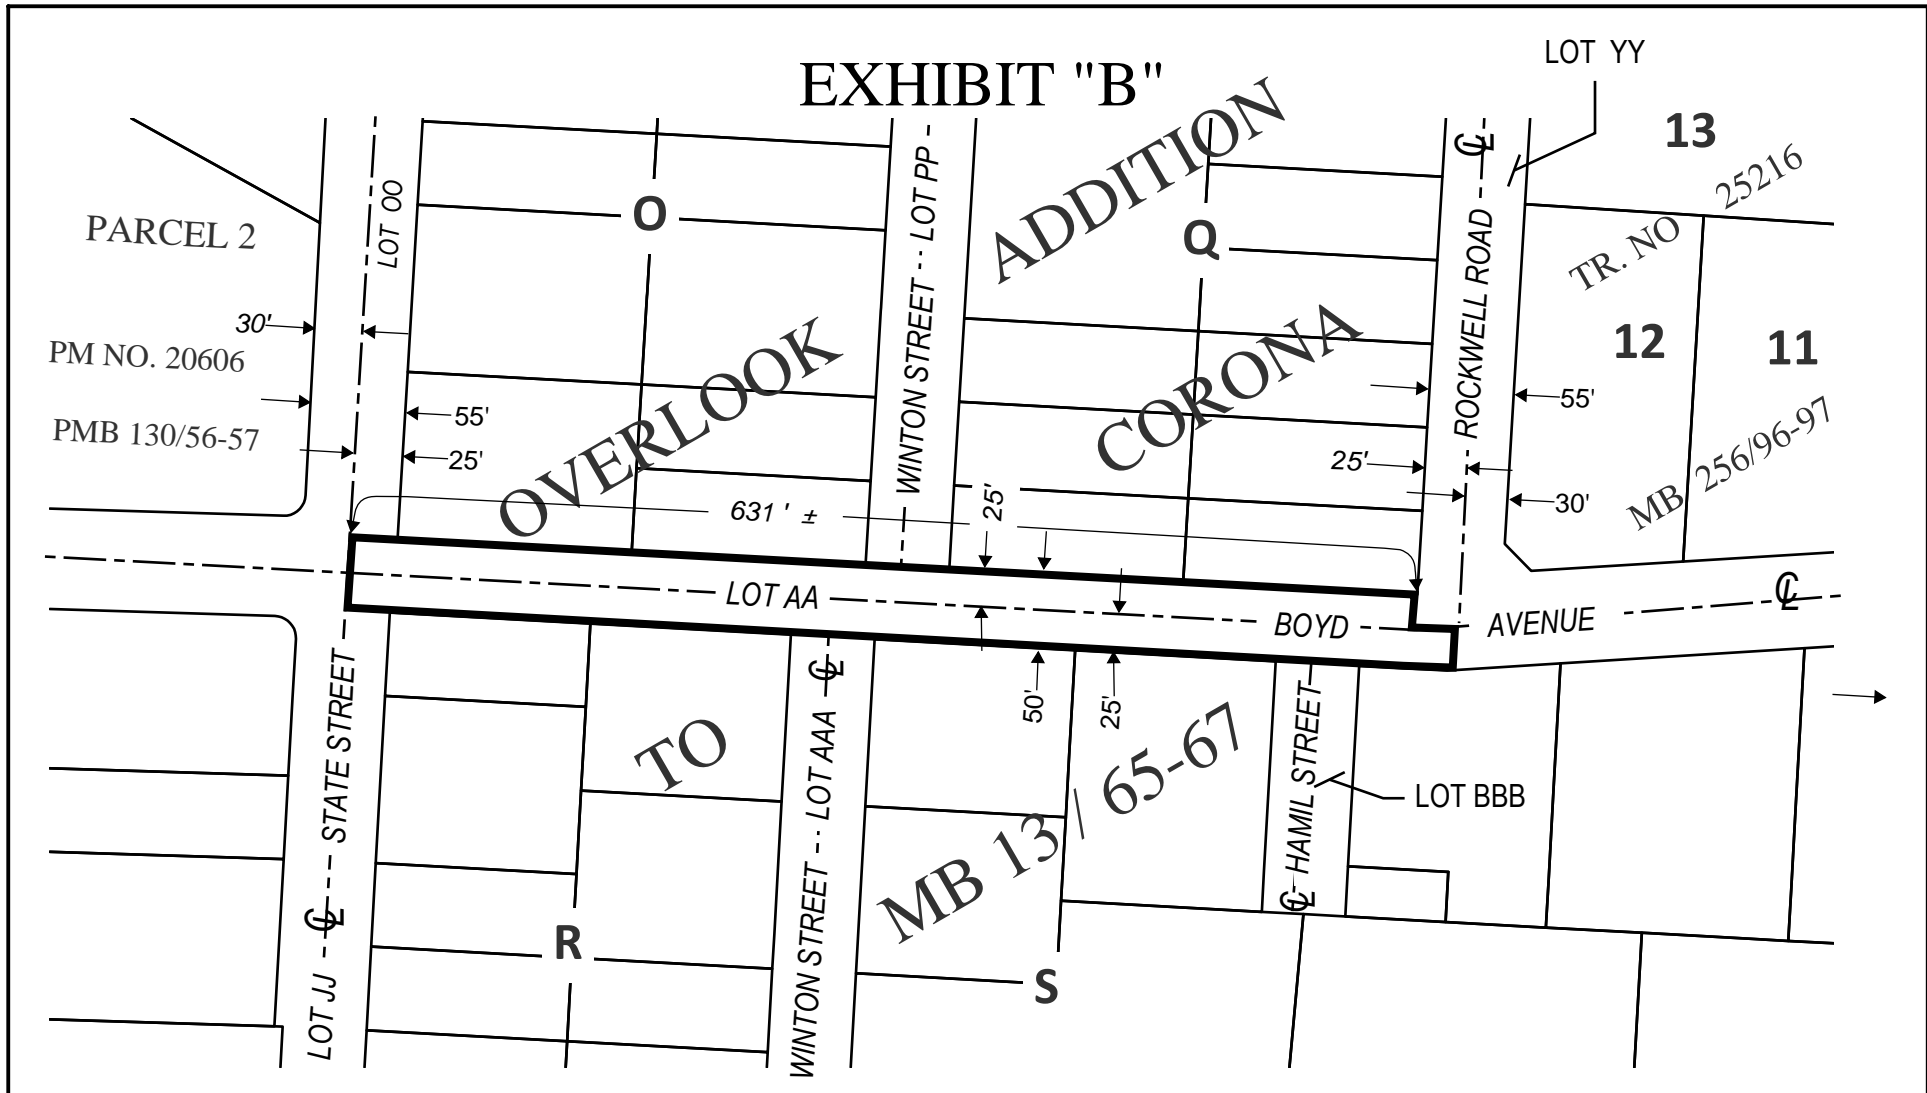 EXHIBIT "B"
LOT YY
13
TR. NO 25216
12
11
MB 256/96-97
PARCEL 2
PM NO. 20606
PMB 130/56-57
LOT OO
30'
55'
25'
O
WINTON STREET -- LOT PP
Q
ROCKWELL ROAD
℄
55'
25'
30'
OVERLOOK
ADDITION
TO
CORONA
MB 13 / 65-67
631' ±
25'
LOT AA
BOYD AVENUE
℄
50'
25'
STATE STREET
LOT JJ
℄
WINTON STREET -- LOT AAA
℄
HAMIL STREET
℄
LOT BBB
R
S